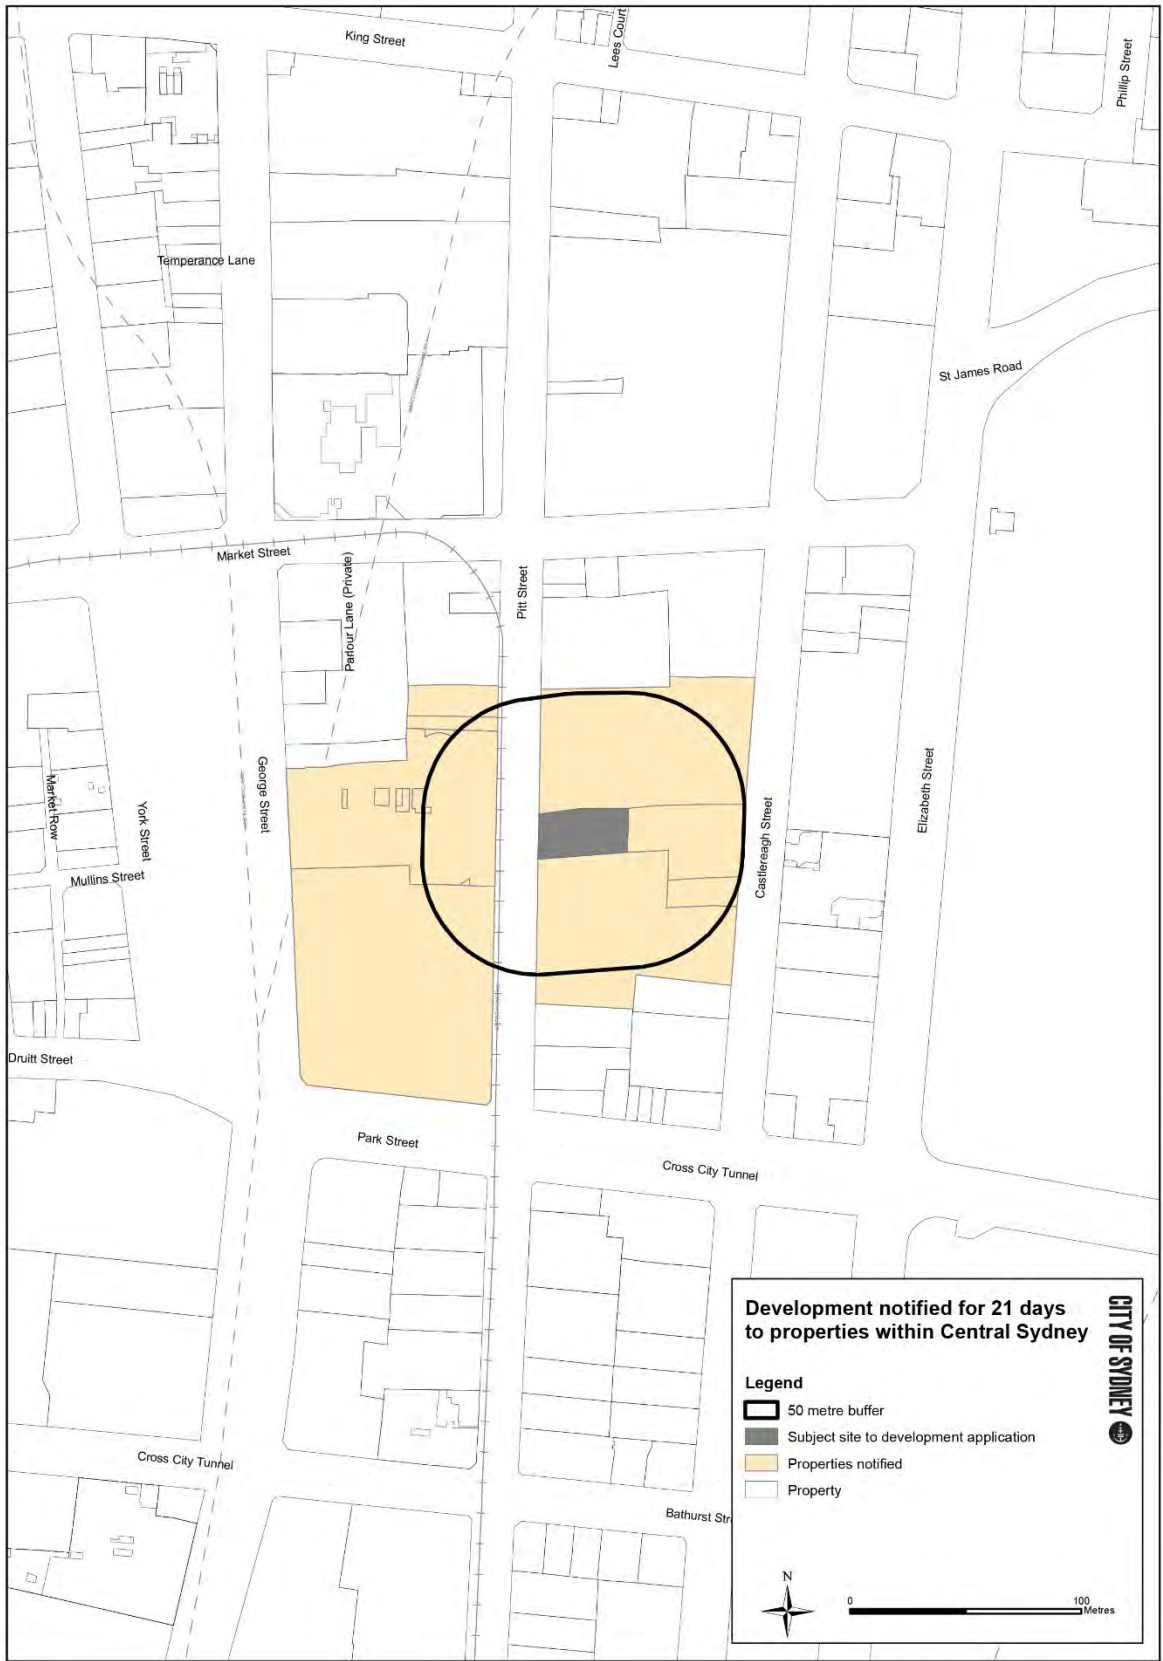 King Street
Lees Court
Phillip Street
Temperance Lane
St James Road
Market Street
Parlour Lane (Private)
Pitt Street
George Street
Market Row
York Street
Mullins Street
Castlereagh Street
Elizabeth Street
Druitt Street
Park Street
Cross City Tunnel
Cross City Tunnel
Bathurst Str
Development notified for 21 days
to properties within Central Sydney
Legend
50 metre buffer
Subject site to development application
Properties notified
Property
CITY OF SYDNEY
N
0
100
Metres